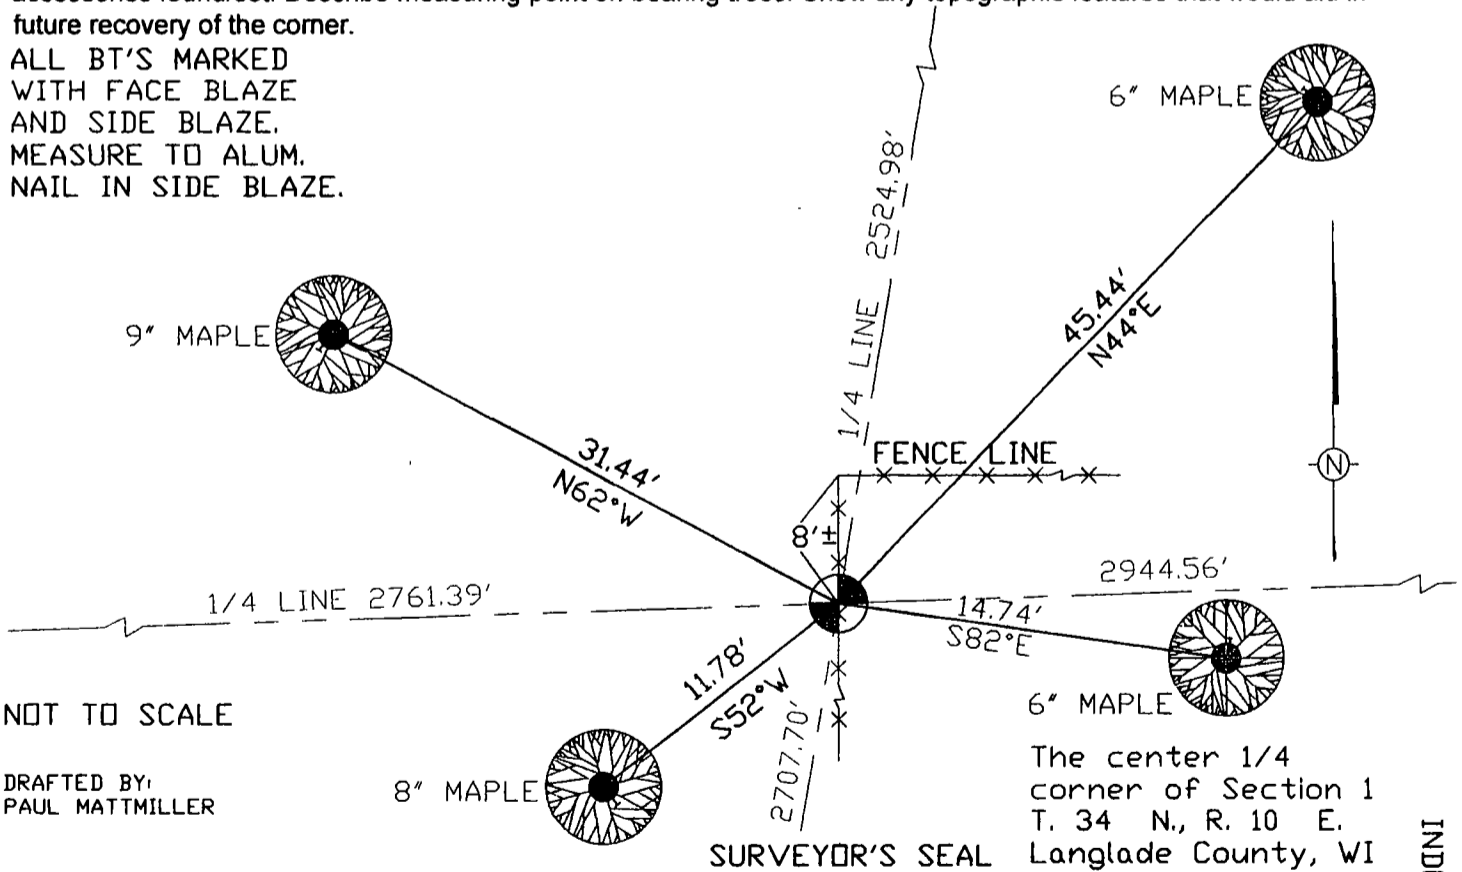 future recovery of the corner.
ALL BT'S MARKED
WITH FACE BLAZE
AND SIDE BLAZE.
MEASURE TO ALUM.
NAIL IN SIDE BLAZE.
6" MAPLE
1/4 LINE 2524.98'
9" MAPLE
45.44'
N44°E
31.44'
N62°W
FENCE LINE
N
8'±
1/4 LINE 2761.39'
2944.56'
14.74'
S82°E
11.78'
S52°W
2707.70'
6" MAPLE
NOT TO SCALE
8" MAPLE
DRAFTED BY:
PAUL MATTMILLER
The center 1/4
corner of Section 1
T. 34 N., R. 10 E.
Langlade County, WI
SURVEYOR'S SEAL